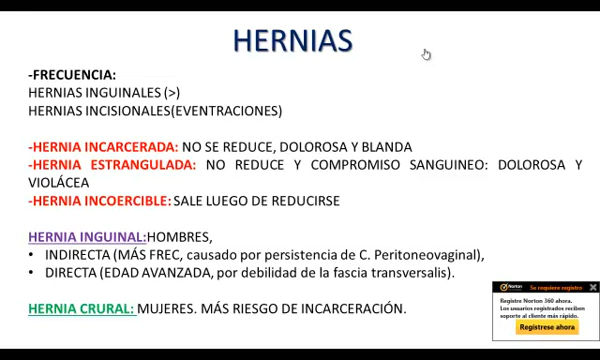 HERNIAS
-FRECUENCIA:
HERNIAS INGUINALES (>)
HERNIAS INCISIONALES(EVENTRACIONES)
-HERNIA INCARCERADA: NO SE REDUCE, DOLOROSA Y BLANDA
-HERNIA ESTRANGULADA: NO REDUCE Y COMPROMISO SANGUINEO: DOLOROSA Y
VIOLÁCEA
-HERNIA INCOERCIBLE: SALE LUEGO DE REDUCIRSE
HERNIA INGUINAL:HOMBRES,
• INDIRECTA (MÁS FREC, causado por persistencia de C. Peritoneovaginal),
• DIRECTA (EDAD AVANZADA, por debilidad de la fascia transversalis).
HERNIA CRURAL: MUJERES. MÁS RIESGO DE INCARCERACIÓN.
Norton
Se requiere registro
Registre Norton 360 ahora.
Los usuarios registrados reciben
soporte al cliente más rápido.
Regístrese ahora